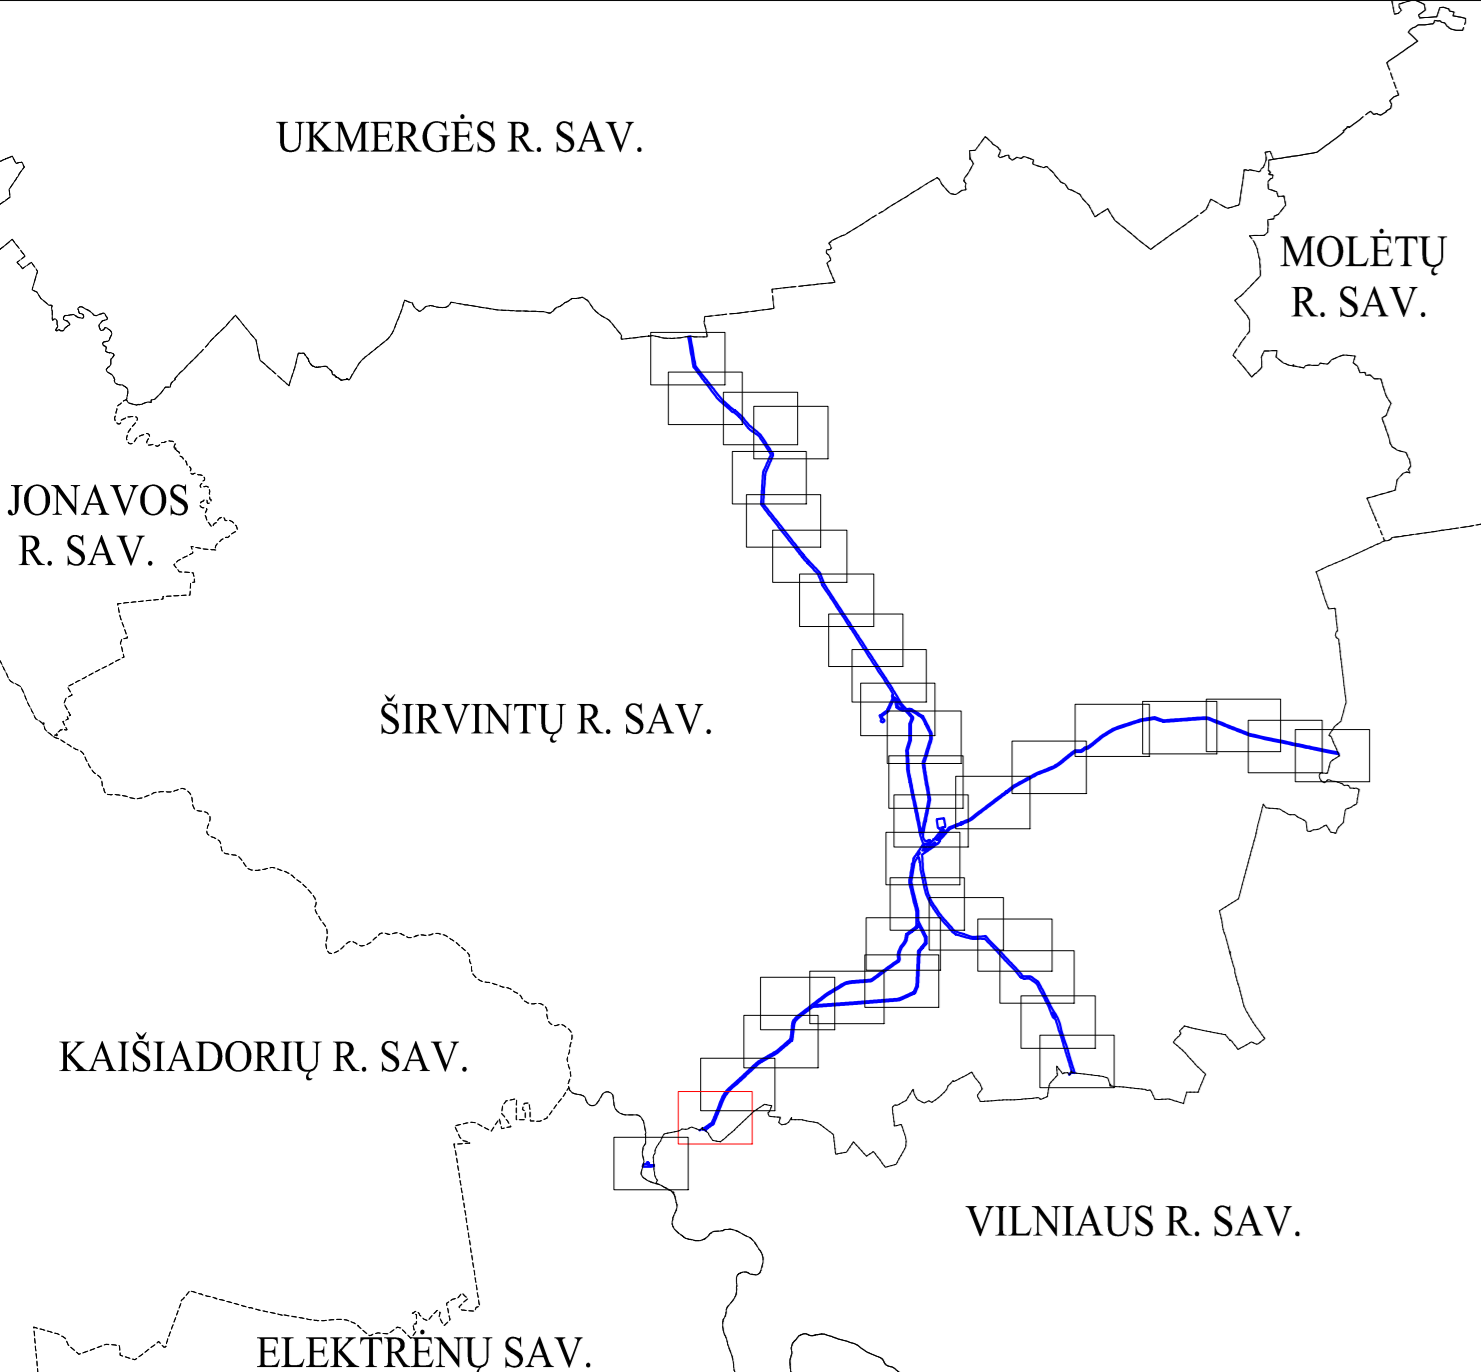 UKMERGĖS R. SAV.
MOLĖTŲ
R. SAV.
JONAVOS
R. SAV.
ŠIRVINTŲ R. SAV.
KAIŠIADORIŲ R. SAV.
VILNIAUS R. SAV.
ELEKTRĖNŲ SAV.